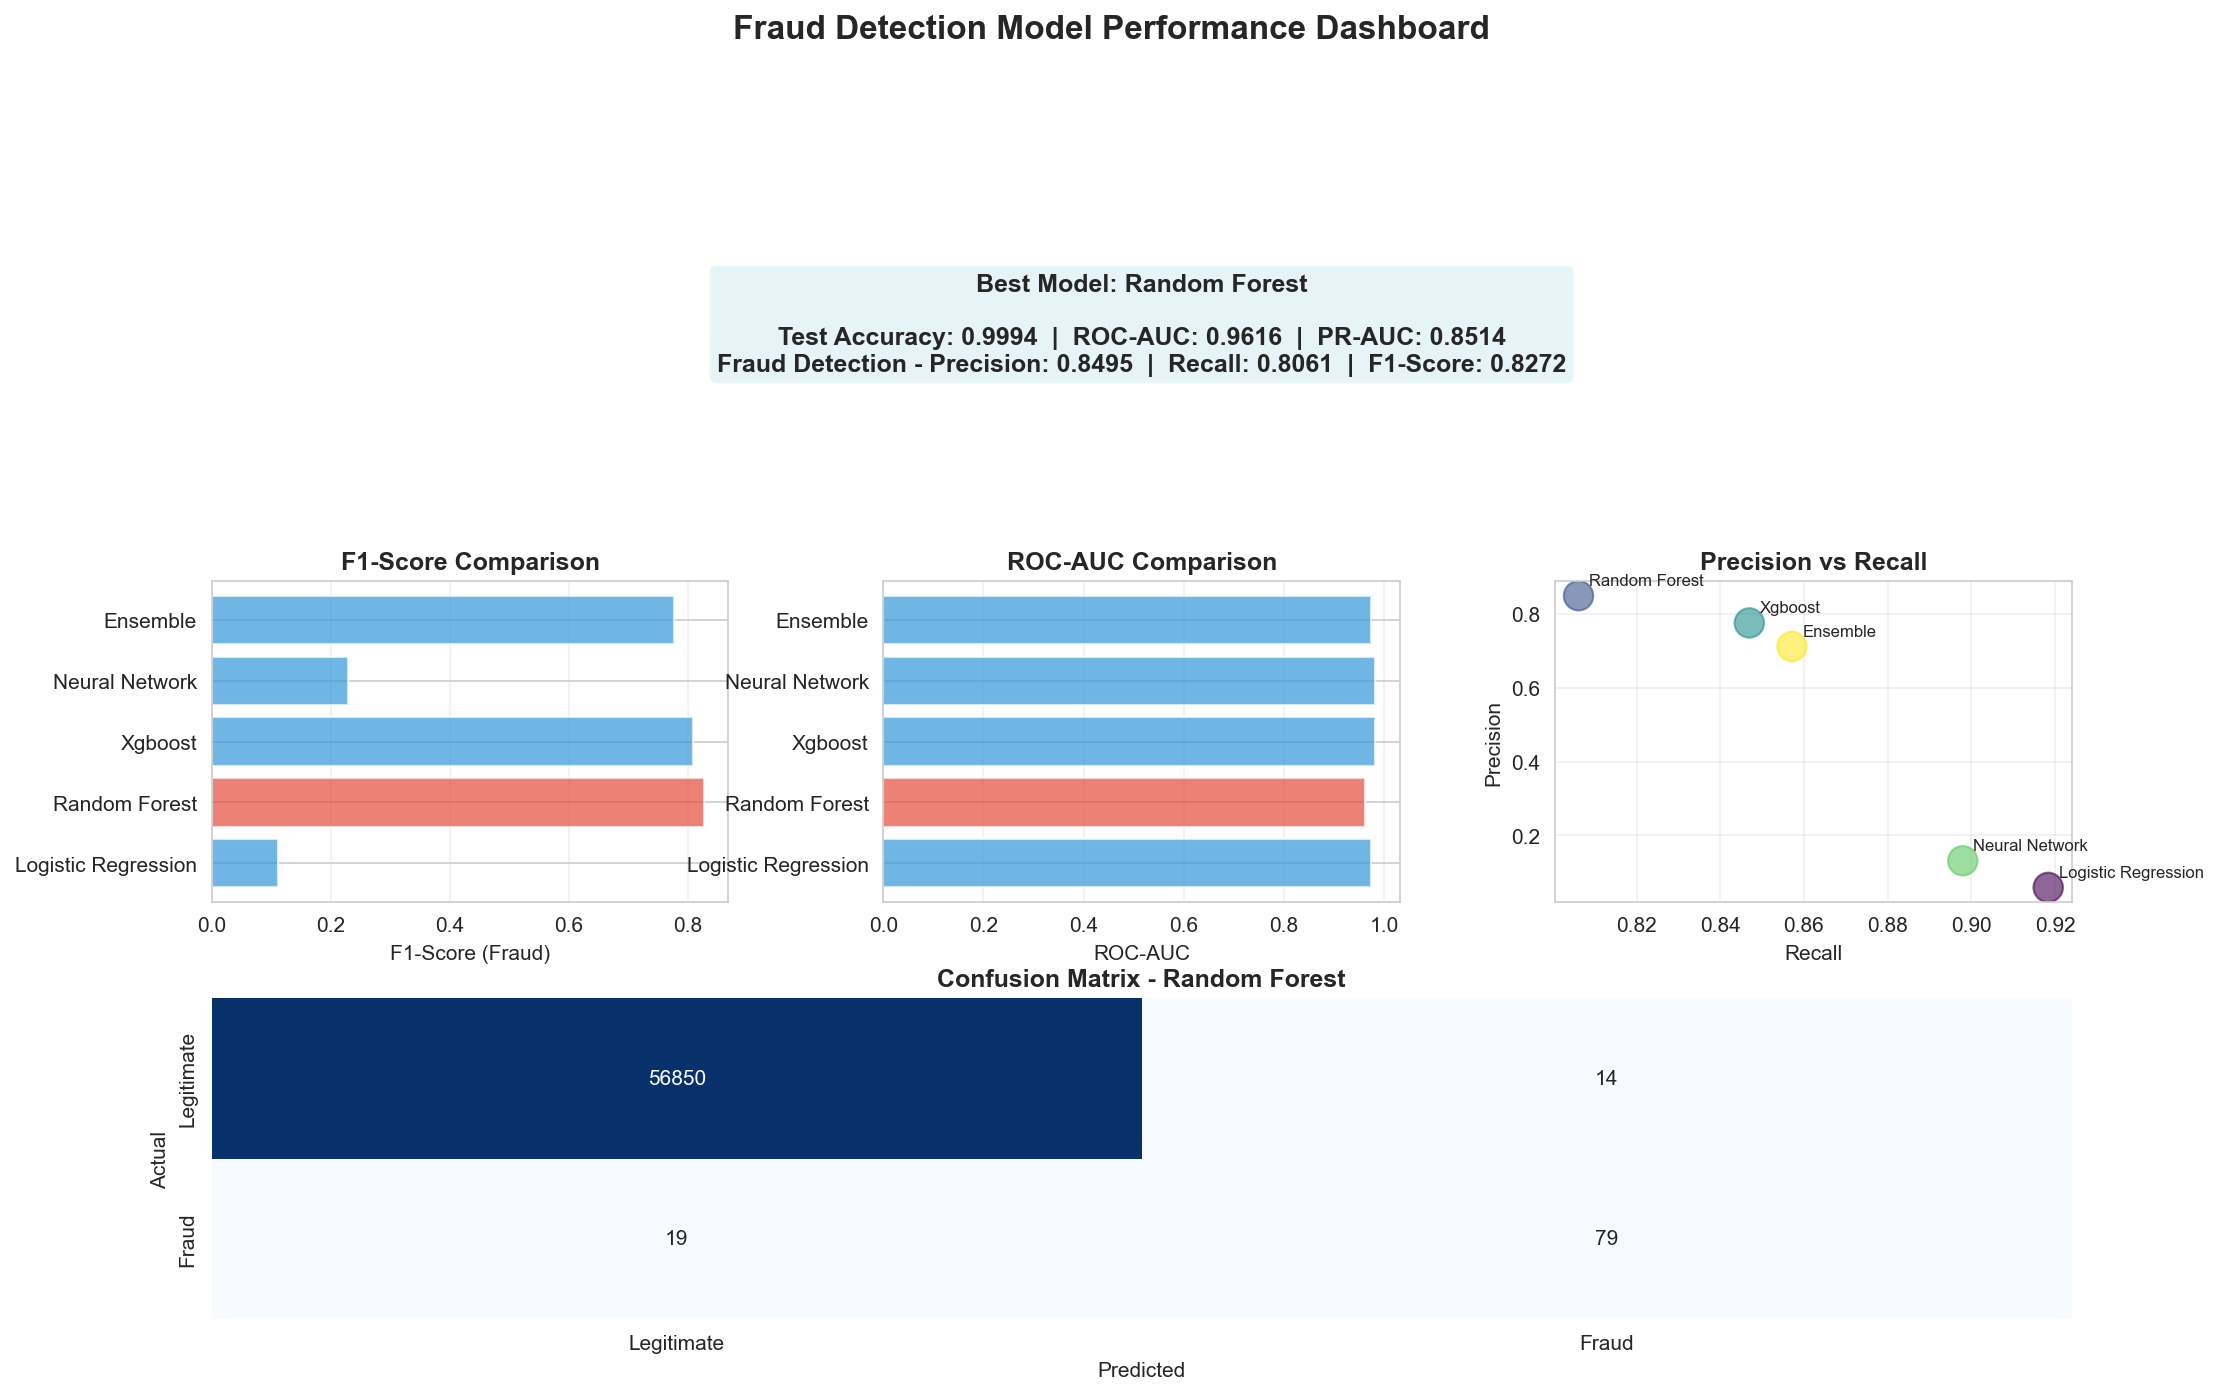 Fraud Detection Model Performance Dashboard
Best Model: Random Forest
Test Accuracy: 0.9994 | ROC-AUC: 0.9616 | PR-AUC: 0.8514
Fraud Detection - Precision: 0.8495 | Recall: 0.8061 | F1-Score: 0.8272
F1-Score Comparison
Ensemble
Neural Network
Xgboost
Random Forest
Logistic Regression
0.0 0.2 0.4 0.6 0.8
F1-Score (Fraud)
ROC-AUC Comparison
Ensemble
Neural Network
Xgboost
Random Forest
Logistic Regression
0.0 0.2 0.4 0.6 0.8 1.0
ROC-AUC
Precision vs Recall
Precision
0.8
0.6
0.4
0.2
Random Forest
Xgboost
Ensemble
Neural Network
Logistic Regression
0.82 0.84 0.86 0.88 0.90 0.92
Recall
Confusion Matrix - Random Forest
Actual
Legitimate
56850 14
Fraud
19 79
Legitimate Fraud
Predicted